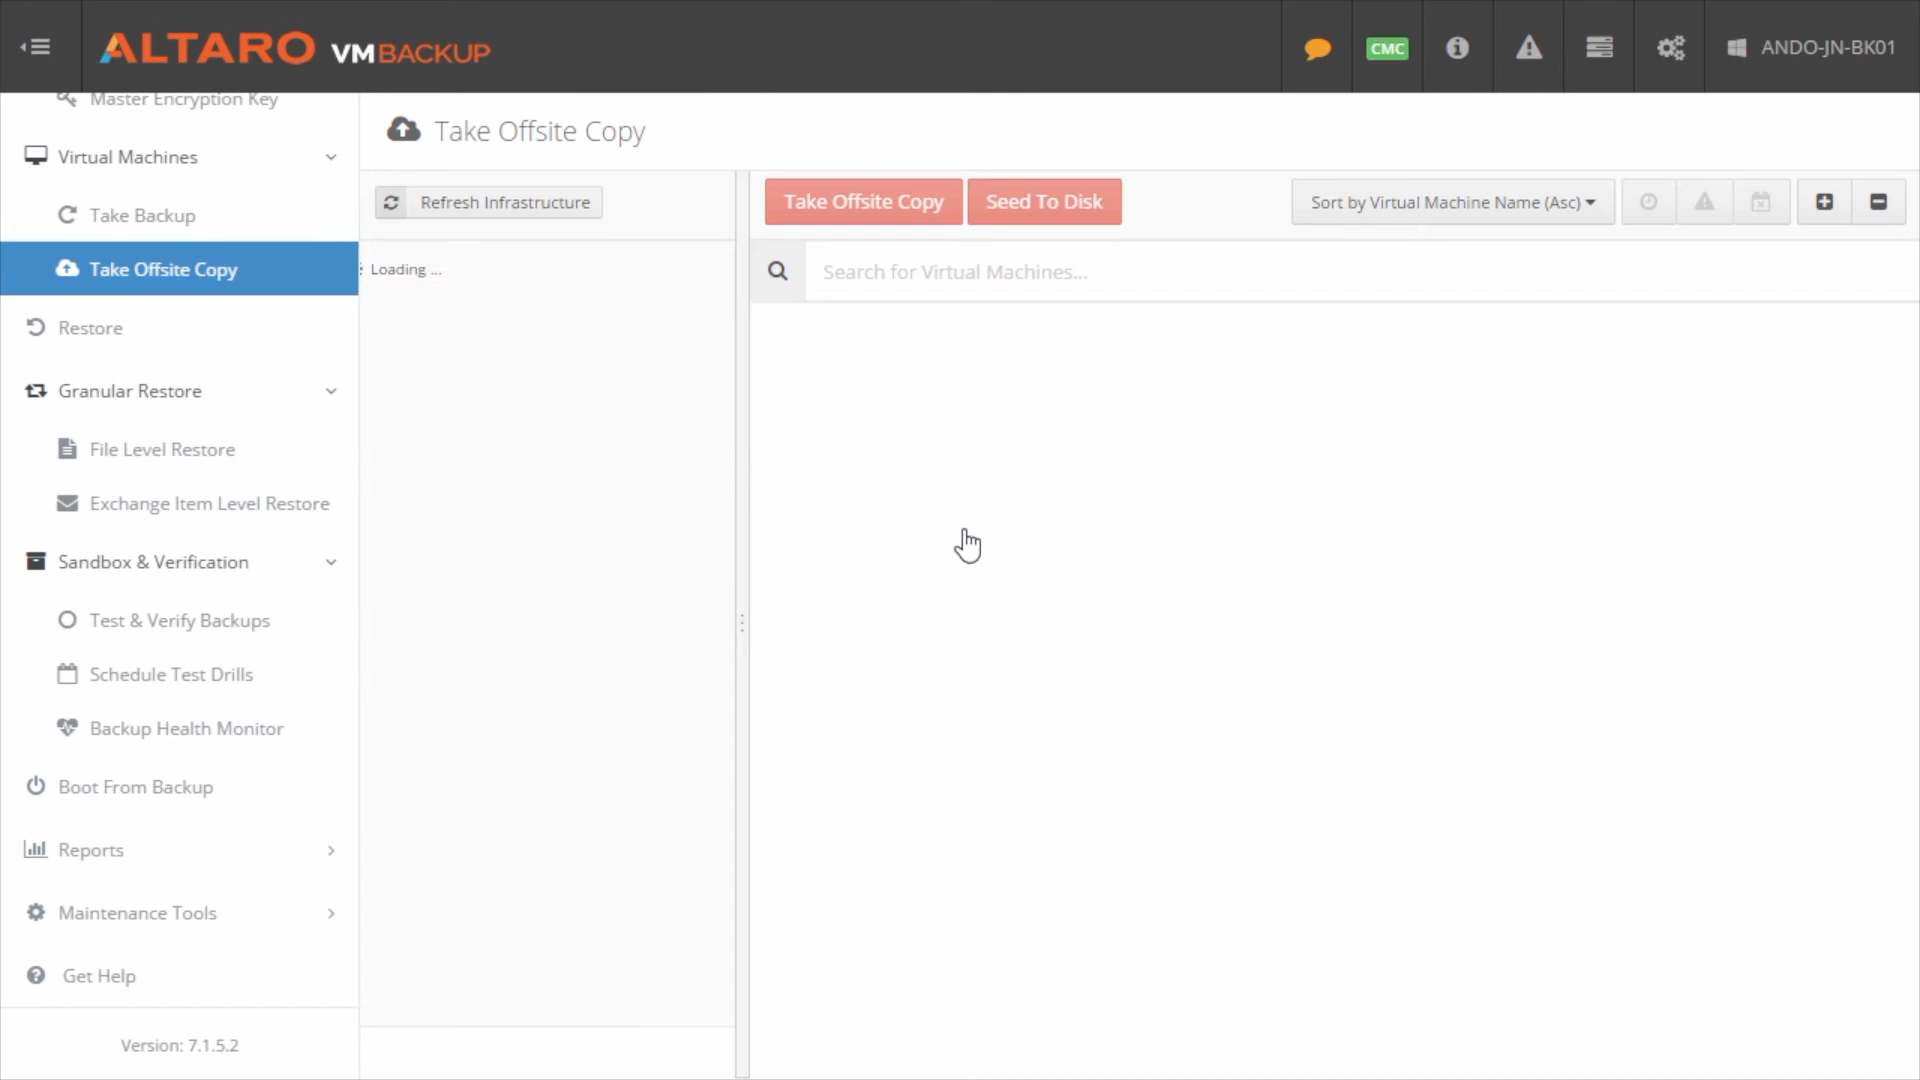 ALTARO VMBACKUP
CMC
ANDO-JN-BK01
Master Encryption Key
Virtual Machines
Take Backup
Take Offsite Copy
Restore
Granular Restore
File Level Restore
Exchange Item Level Restore
Sandbox & Verification
Test & Verify Backups
Schedule Test Drills
Backup Health Monitor
Boot From Backup
Reports
Maintenance Tools
Get Help
Version: 7.1.5.2
Take Offsite Copy
Refresh Infrastructure
Loading ...
Take Offsite Copy
Seed To Disk
Sort by Virtual Machine Name (Asc)
Search for Virtual Machines...